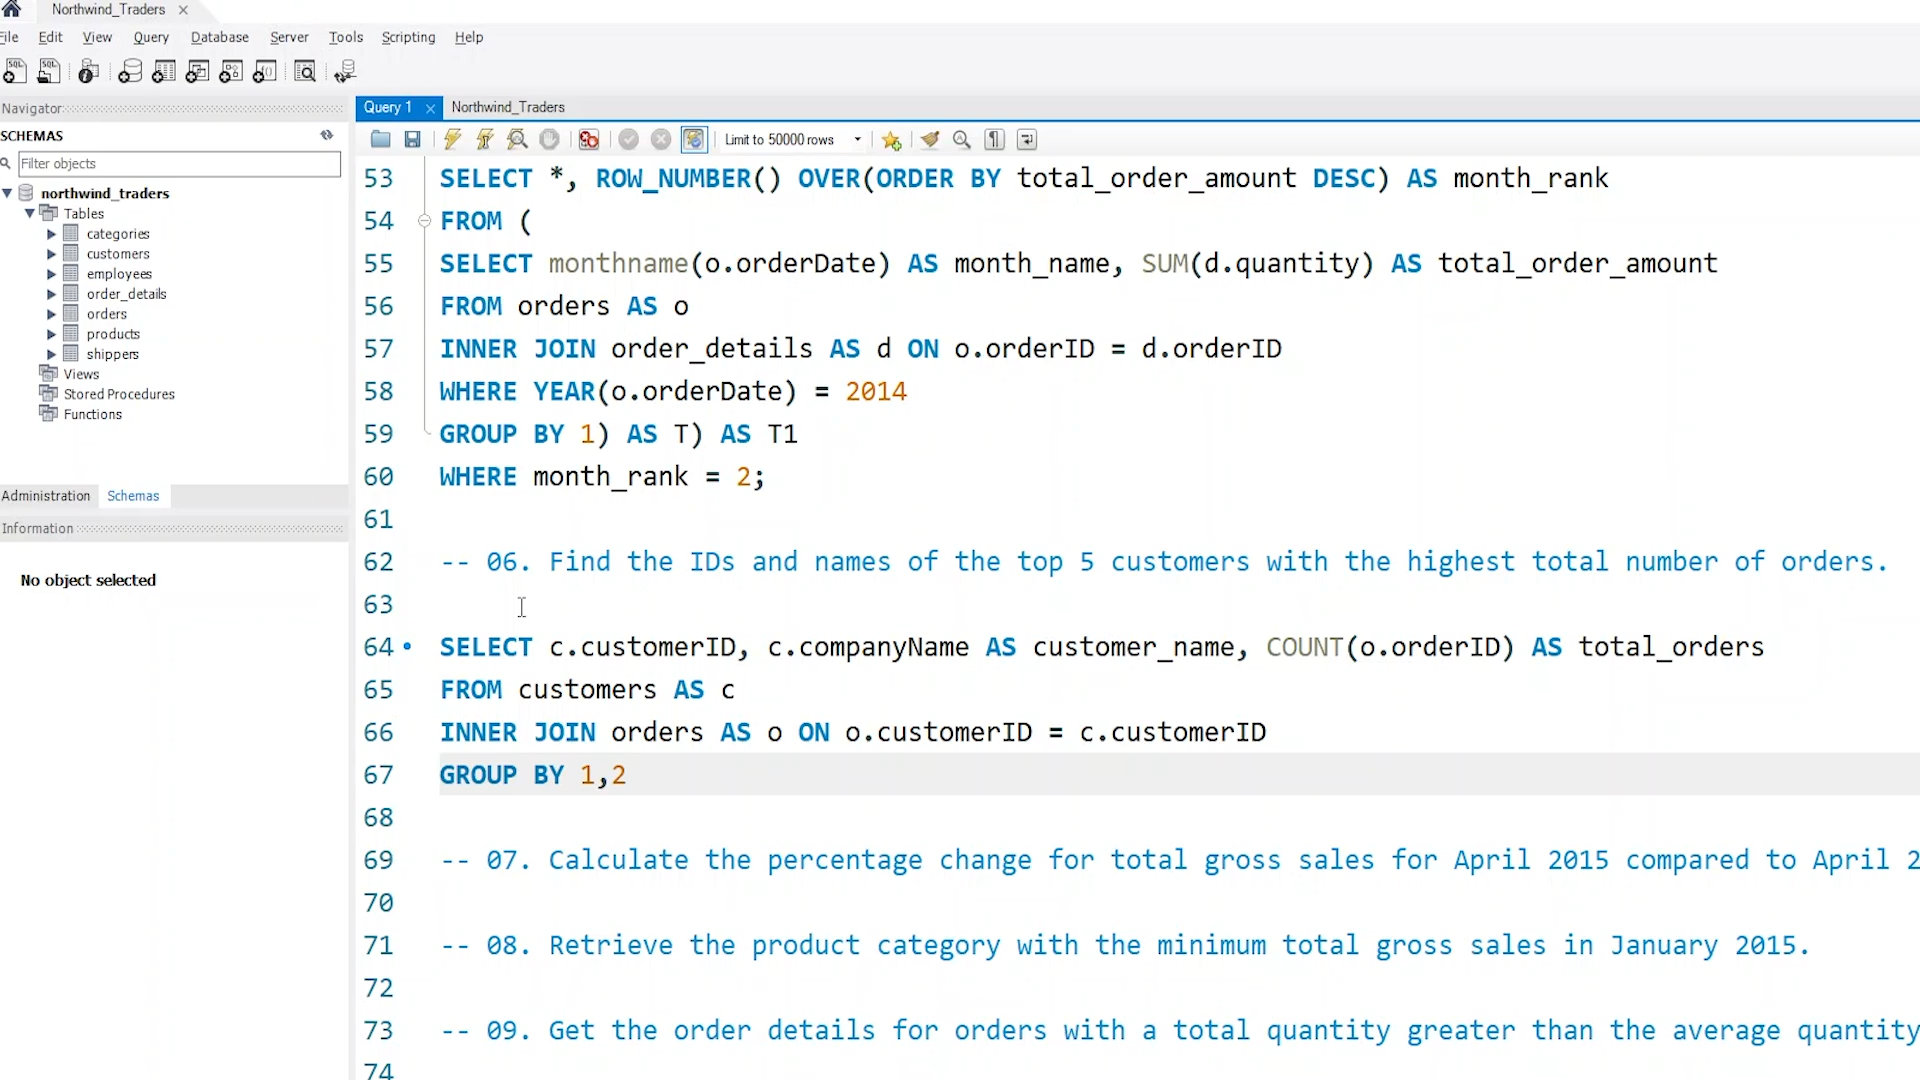 Northwind_Traders
File Edit View Query Database Server Tools Scripting Help
Navigator
SCHEMAS
Filter objects
northwind_traders
Tables
categories
customers
employees
order_details
orders
products
shippers
Views
Stored Procedures
Functions
Administration Schemas
Information
No object selected
Query 1 Northwind_Traders
Limit to 50000 rows
53 SELECT *, ROW_NUMBER() OVER(ORDER BY total_order_amount DESC) AS month_rank
54 FROM (
55 SELECT monthname(o.orderDate) AS month_name, SUM(d.quantity) AS total_order_amount
56 FROM orders AS o
57 INNER JOIN order_details AS d ON o.orderID = d.orderID
58 WHERE YEAR(o.orderDate) = 2014
59 GROUP BY 1) AS T) AS T1
60 WHERE month_rank = 2;
61
62 -- 06. Find the IDs and names of the top 5 customers with the highest total number of orders.
63
64 SELECT c.customerID, c.companyName AS customer_name, COUNT(o.orderID) AS total_orders
65 FROM customers AS c
66 INNER JOIN orders AS o ON o.customerID = c.customerID
67 GROUP BY 1,2
68
69 -- 07. Calculate the percentage change for total gross sales for April 2015 compared to April 2
70
71 -- 08. Retrieve the product category with the minimum total gross sales in January 2015.
72
73 -- 09. Get the order details for orders with a total quantity greater than the average quantity
74